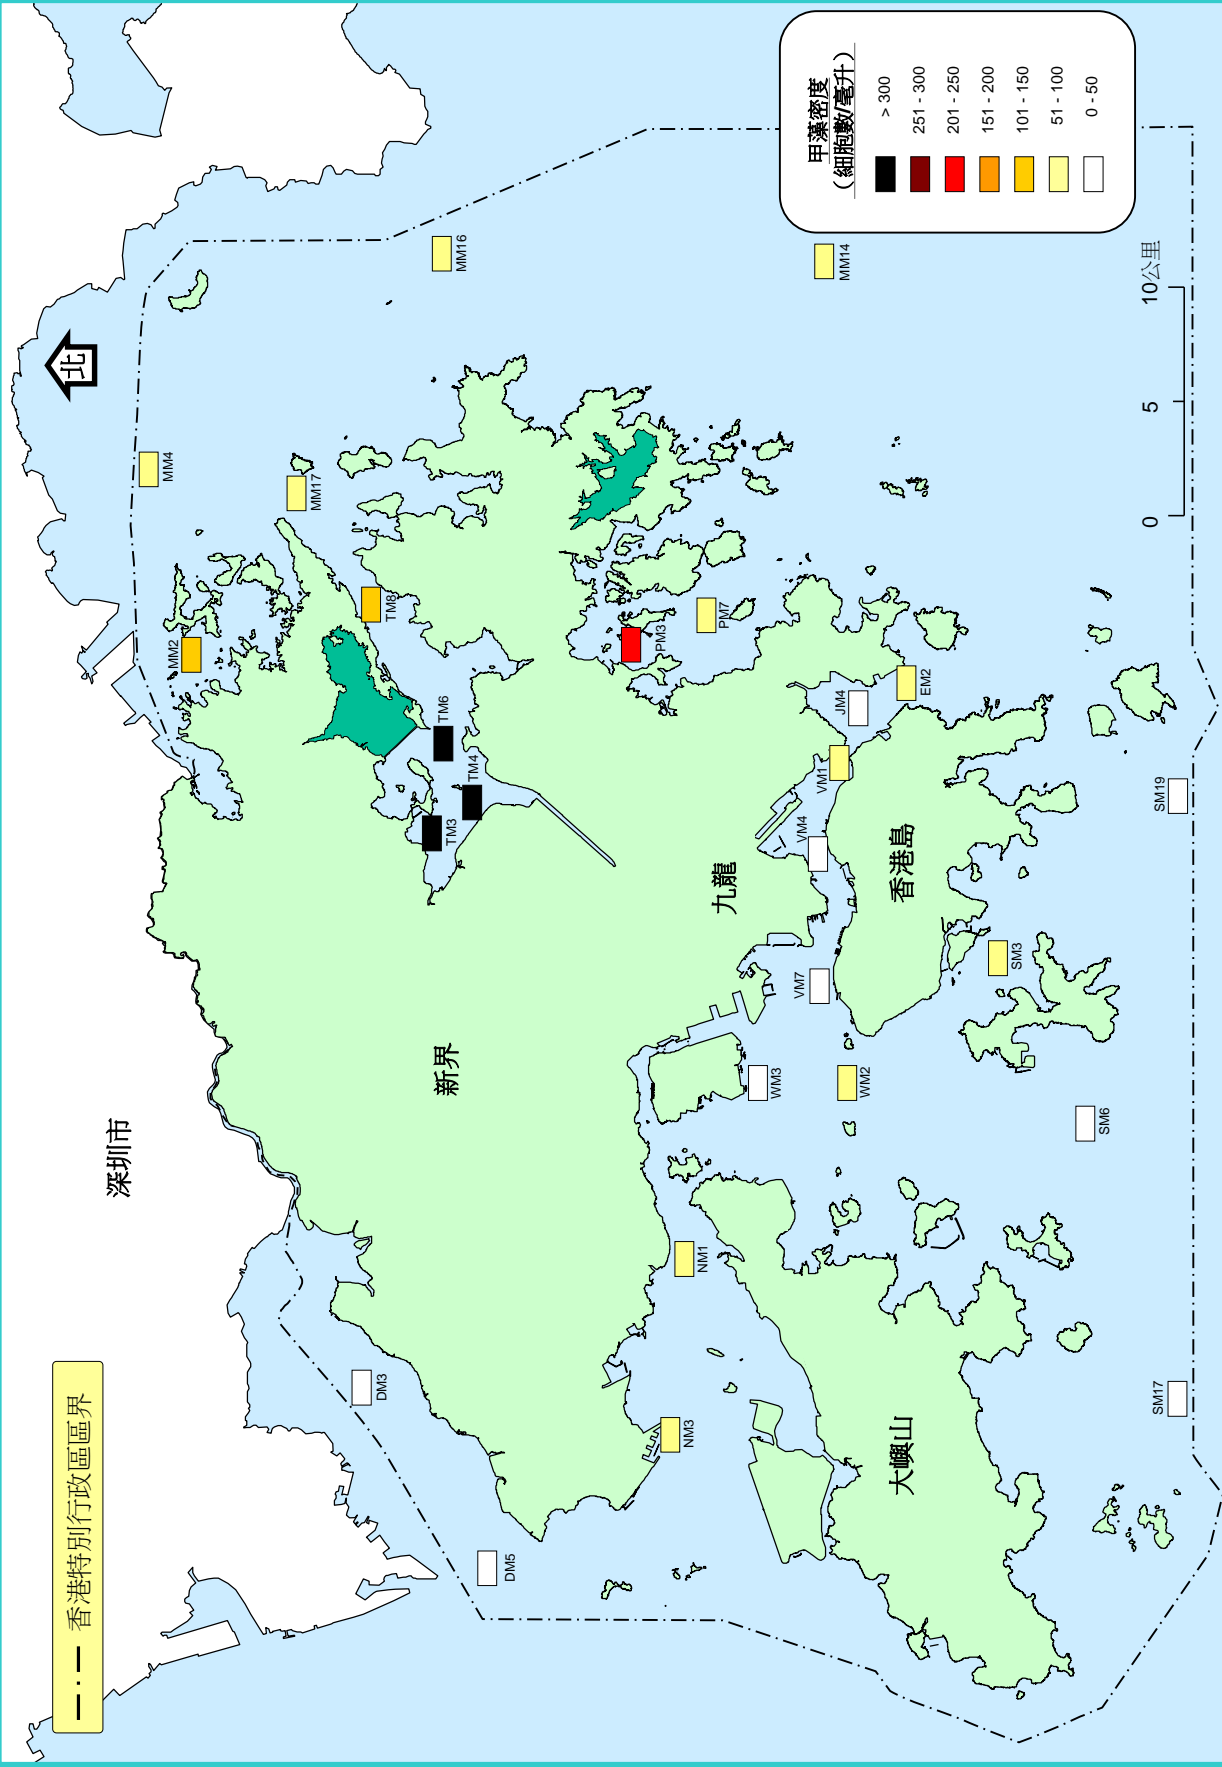 香港特別行政區區界
深圳市
北
新界
九龍
香港島
大嶼山
MM2
MM4
MM17
MM16
MM14
TM8
TM6
TM4
TM3
PM3
PM7
EM2
JM4
VM1
VM4
VM7
WM3
WM2
SM3
SM6
SM19
SM17
NM1
NM3
DM3
DM5
甲藻密度
(細胞數/毫升)
> 300
251 - 300
201 - 250
151 - 200
101 - 150
51 - 100
0 - 50
0 5 10公里